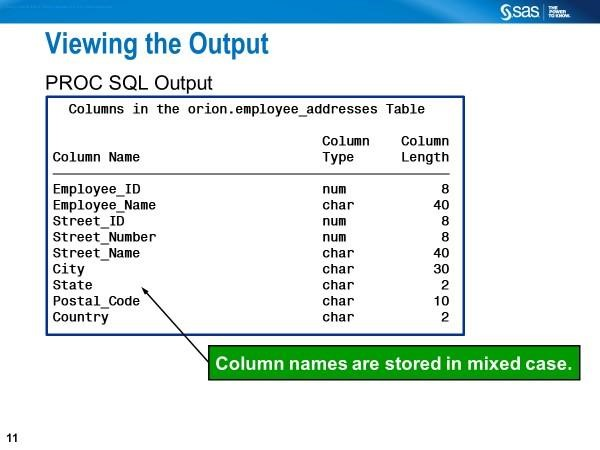 sas THE POWER TO KNOW.
Viewing the Output
PROC SQL Output
Columns in the orion.employee_addresses Table
Column Column
Column Name Type Length
Employee_ID num 8
Employee_Name char 40
Street_ID num 8
Street_Number num 8
Street_Name char 40
City char 30
State char 2
Postal_Code char 10
Country char 2
Column names are stored in mixed case.
11